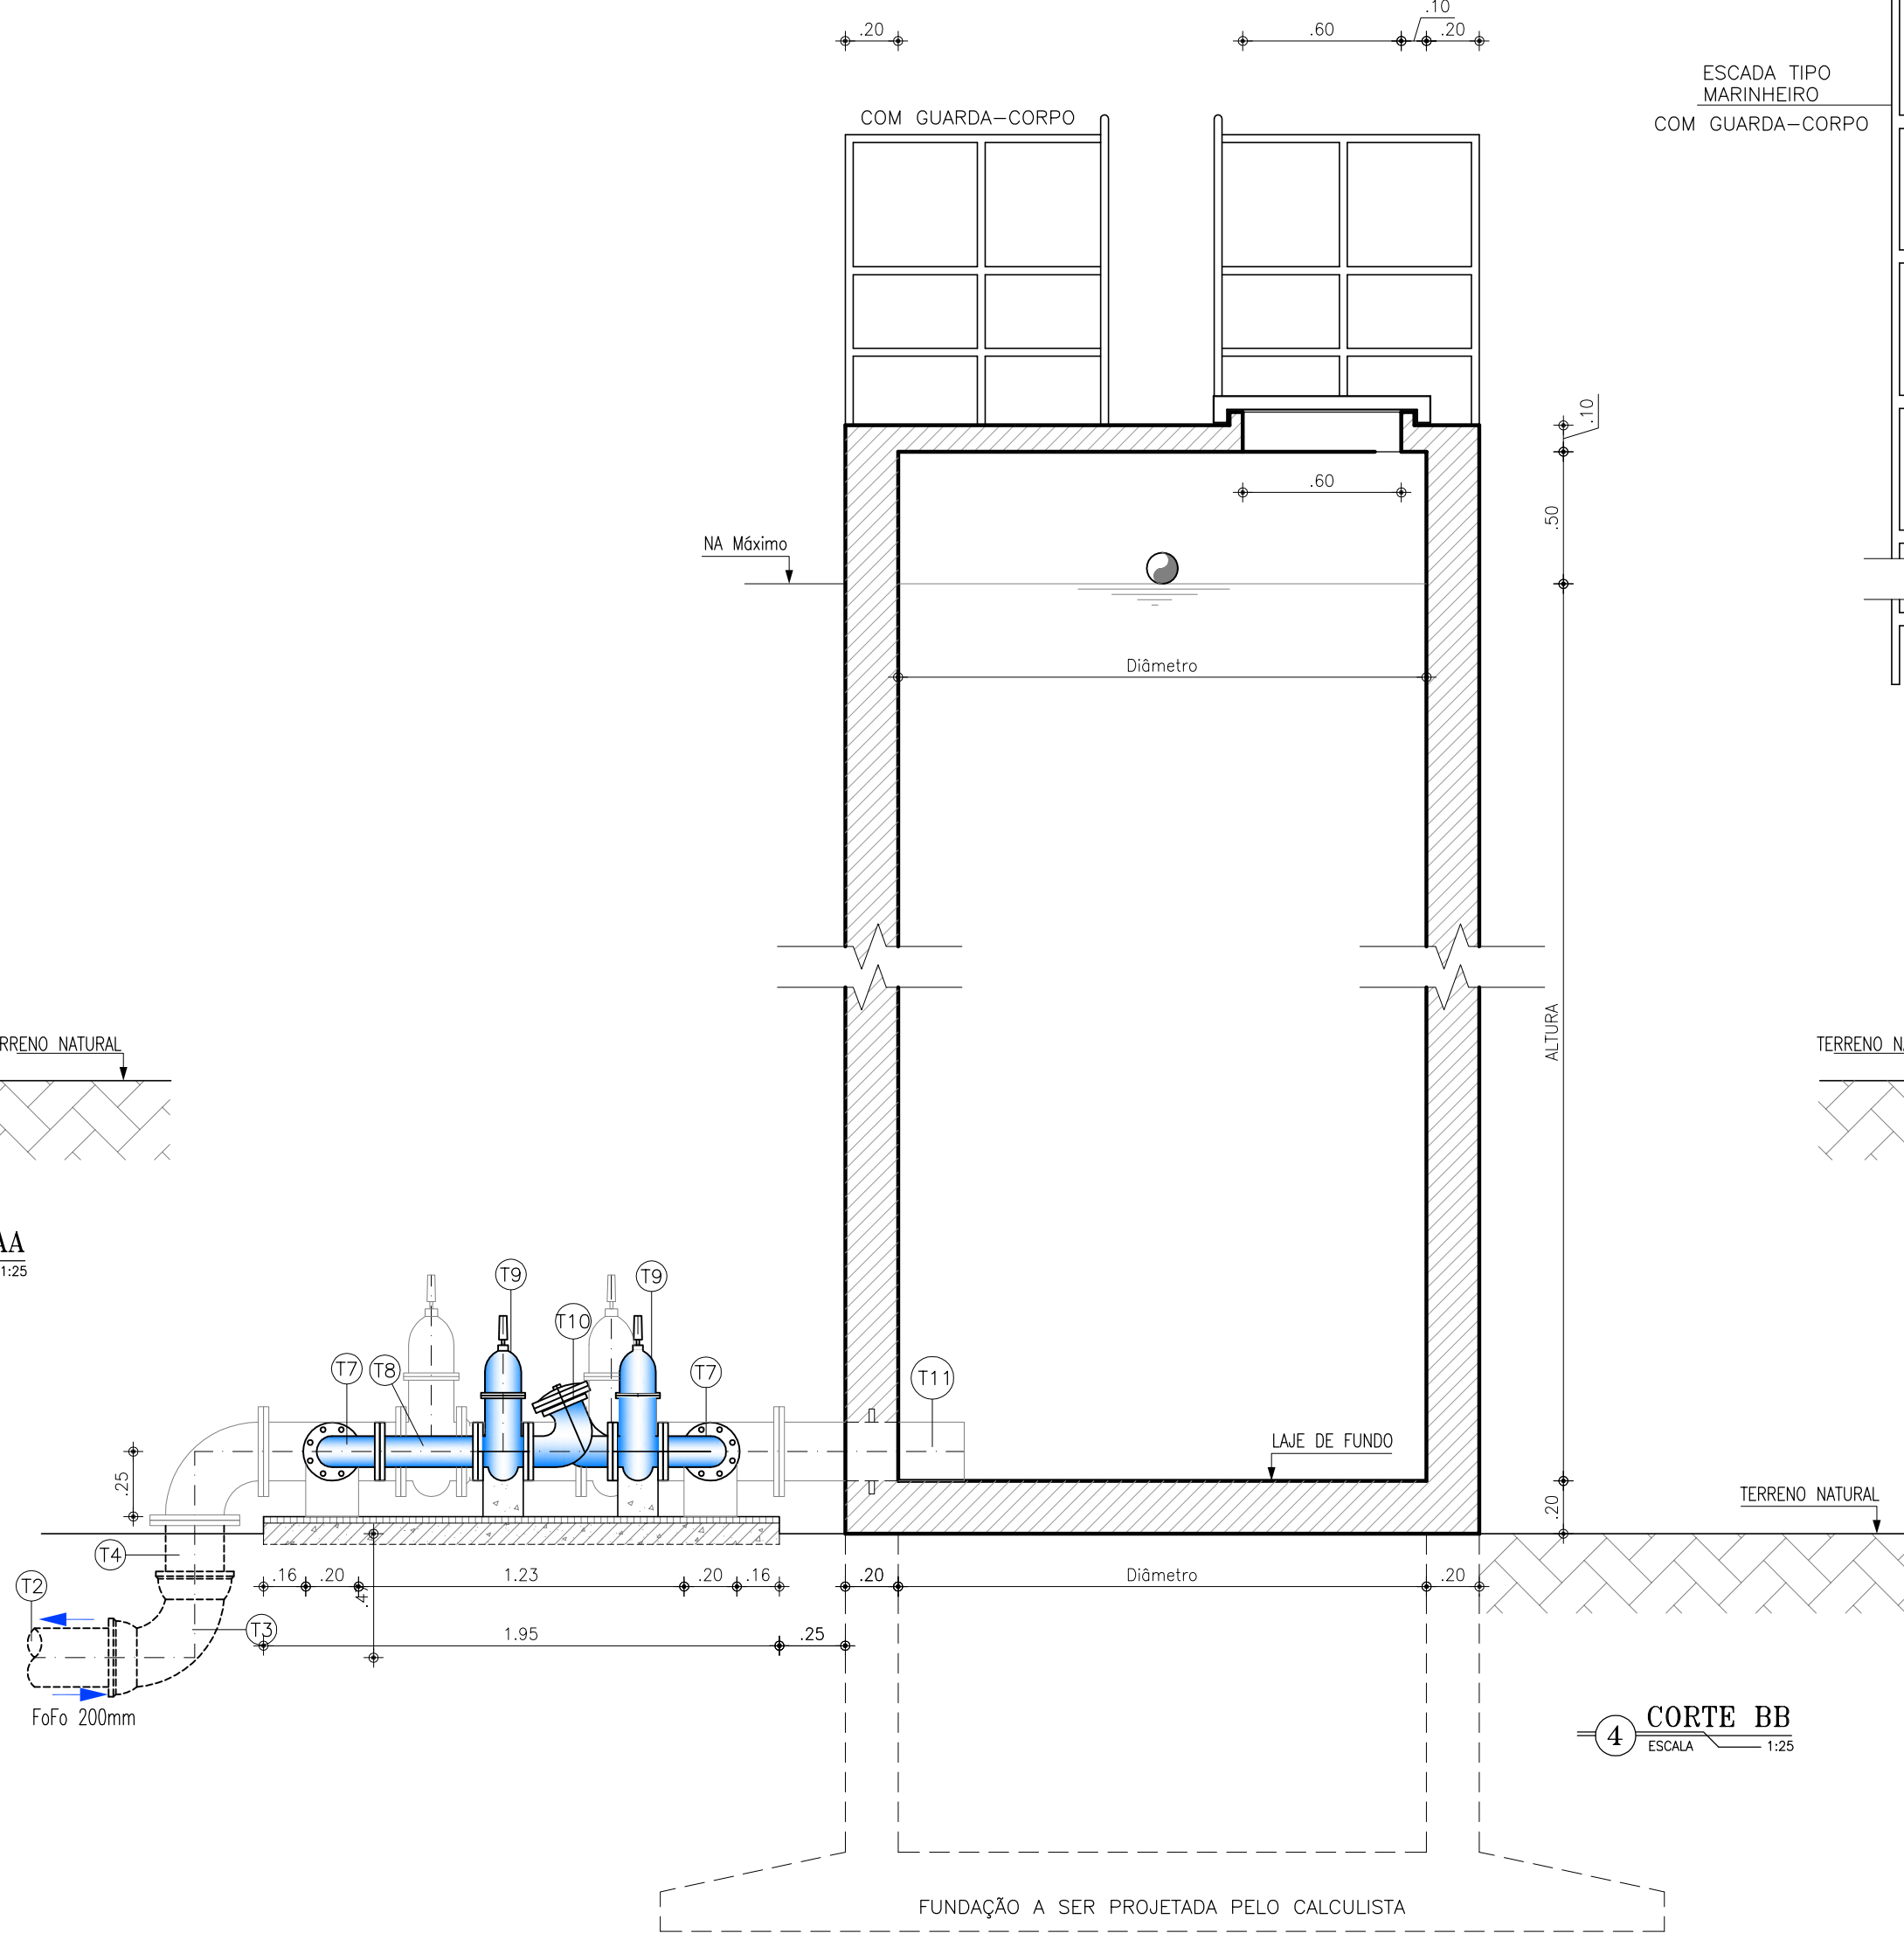 .10
.20
.60
.20
ESCADA TIPO
MARINHEIRO
COM GUARDA-CORPO
COM GUARDA-CORPO
.10
.60
.50
NA Máximo
Diâmetro
ALTURA
RRENO NATURAL
TERRENO NA
AA
1:25
T9
T9
T10
T7
T8
T7
T11
LAJE DE FUNDO
.25
TERRENO NATURAL
.20
T4
T2
.16
.20
1.23
.20
.16
.20
Diâmetro
.20
T3
1.95
.25
FoFo 200mm
4
CORTE BB
ESCALA
1:25
FUNDAÇÃO A SER PROJETADA PELO CALCULISTA